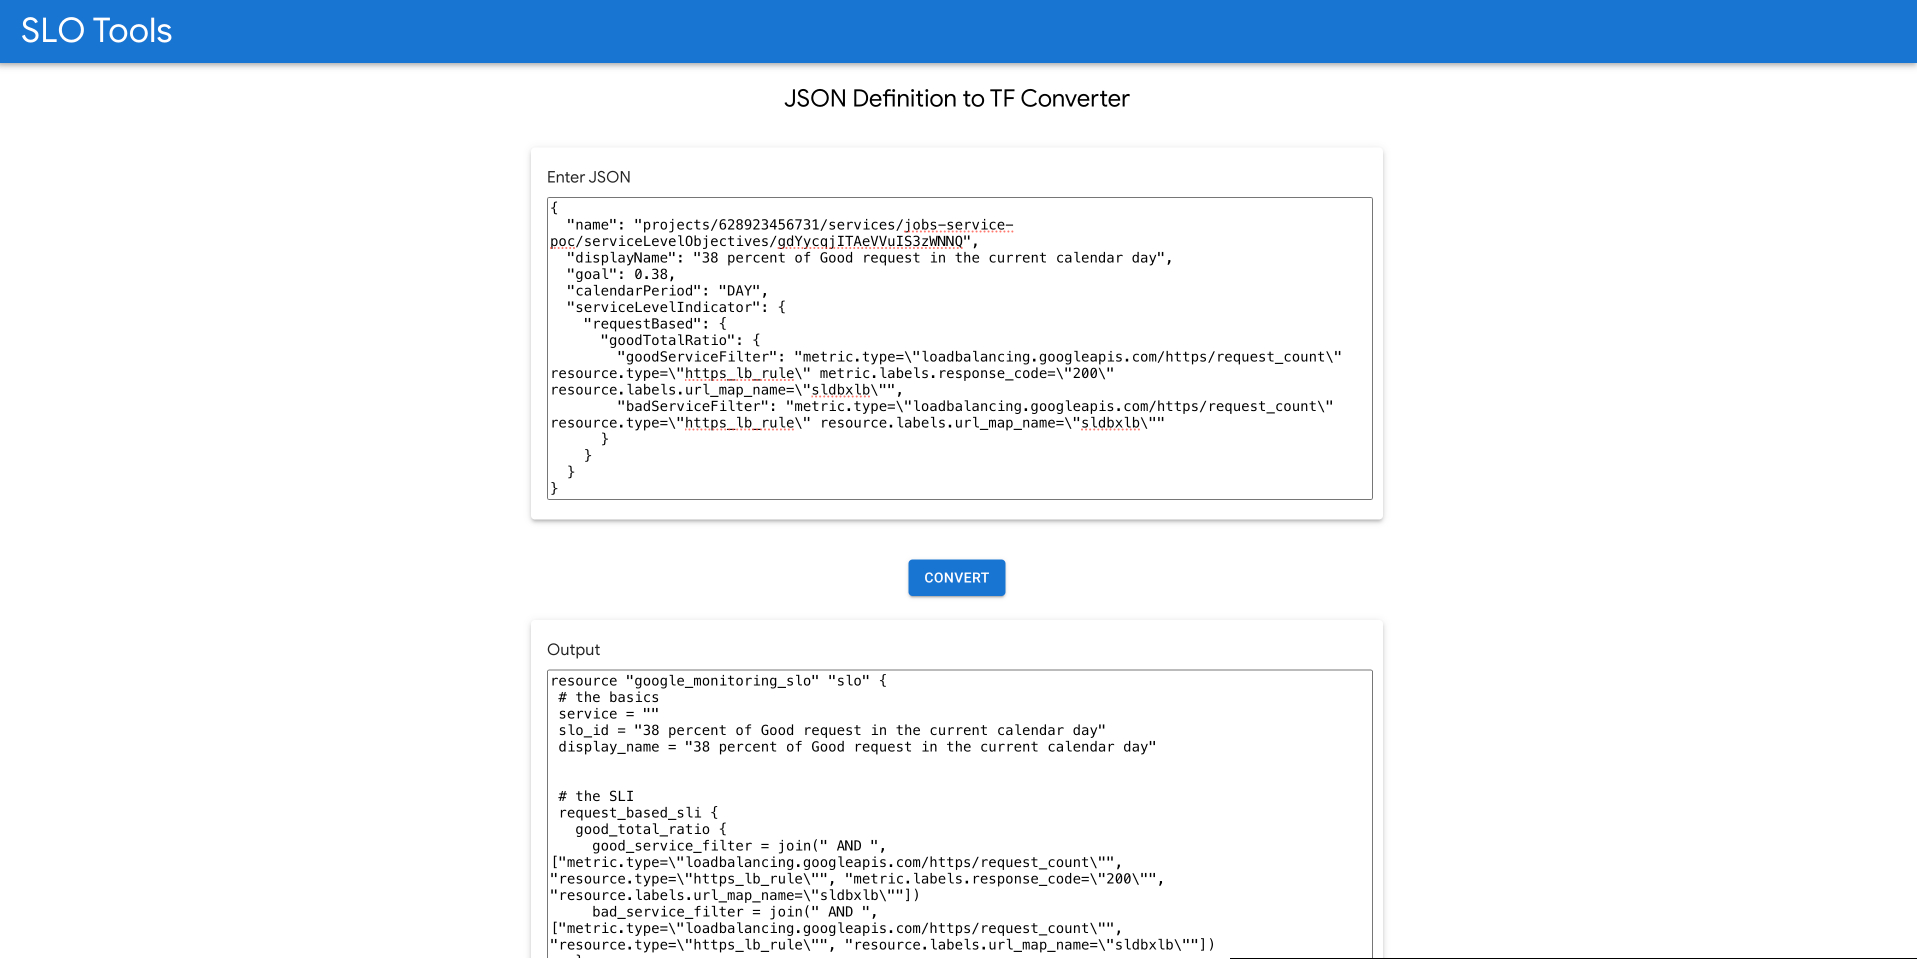 SLO Tools
JSON Definition to TF Converter
Enter JSON
{
  "name": "projects/628923456731/services/jobs-service-
poc/serviceLevelObjectives/gdYycqjITAeVVuIS3zWNNQ",
  "displayName": "38 percent of Good request in the current calendar day",
  "goal": 0.38,
  "calendarPeriod": "DAY",
  "serviceLevelIndicator": {
    "requestBased": {
      "goodTotalRatio": {
        "goodServiceFilter": "metric.type=\"loadbalancing.googleapis.com/https/request_count\"
resource.type=\"https_lb_rule\" metric.labels.response_code=\"200\"
resource.labels.url_map_name=\"sldbxlb\"",
        "badServiceFilter": "metric.type=\"loadbalancing.googleapis.com/https/request_count\"
resource.type=\"https_lb_rule\" resource.labels.url_map_name=\"sldbxlb\""
      }
    }
  }
}
CONVERT
Output
resource "google_monitoring_slo" "slo" {
 # the basics
 service = ""
 slo_id = "38 percent of Good request in the current calendar day"
 display_name = "38 percent of Good request in the current calendar day"
 # the SLI
 request_based_sli {
   good_total_ratio {
     good_service_filter = join(" AND ",
["metric.type=\"loadbalancing.googleapis.com/https/request_count\"",
"resource.type=\"https_lb_rule\"", "metric.labels.response_code=\"200\"",
"resource.labels.url_map_name=\"sldbxlb\""])
     bad_service_filter = join(" AND ",
["metric.type=\"loadbalancing.googleapis.com/https/request_count\"",
"resource.type=\"https_lb_rule\"", "resource.labels.url_map_name=\"sldbxlb\""])
   }